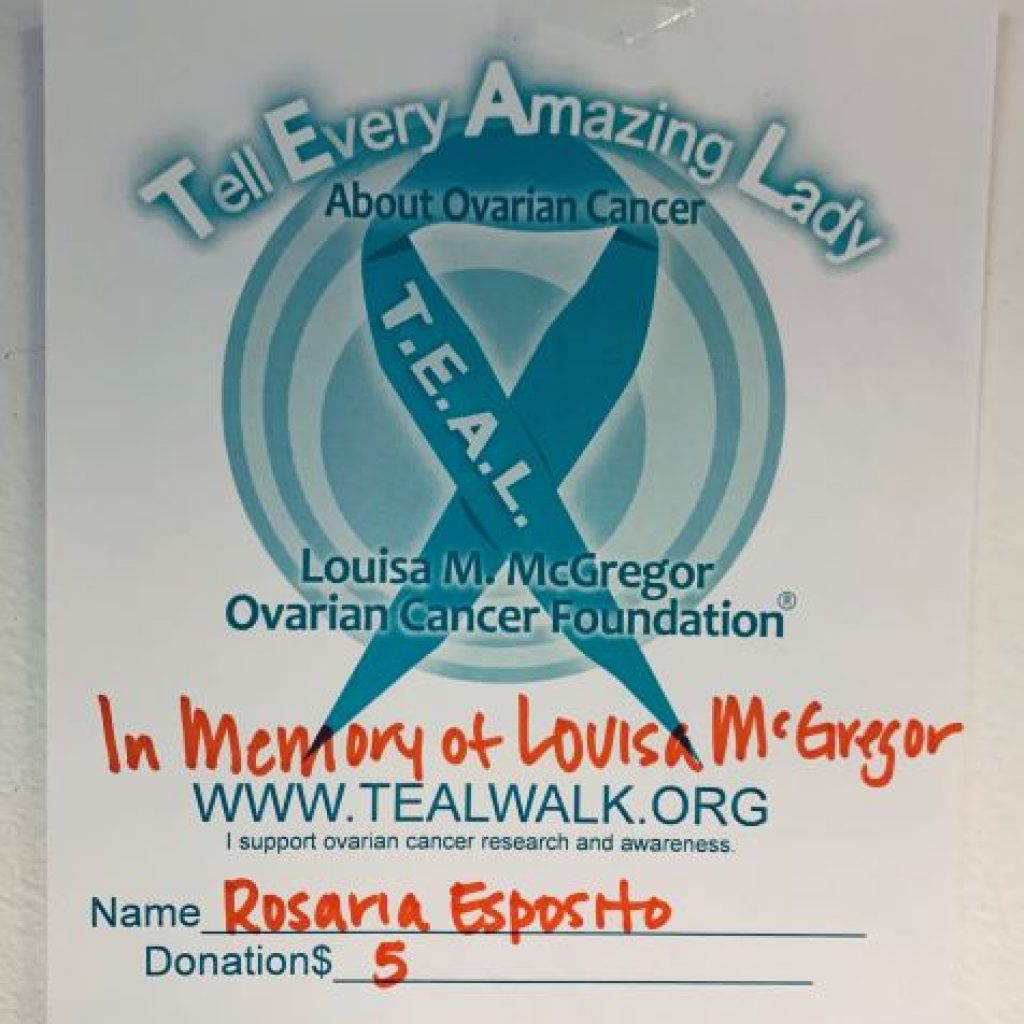 Tell Every Amazing Lady
About Ovarian Cancer
T.E.A.L.
Louisa M. McGregor
Ovarian Cancer Foundation®
In Memory of Louisa McGregor
WWW.TEALWALK.ORG
I support ovarian cancer research and awareness.
Name Rosaria Esposito
Donation$ 5